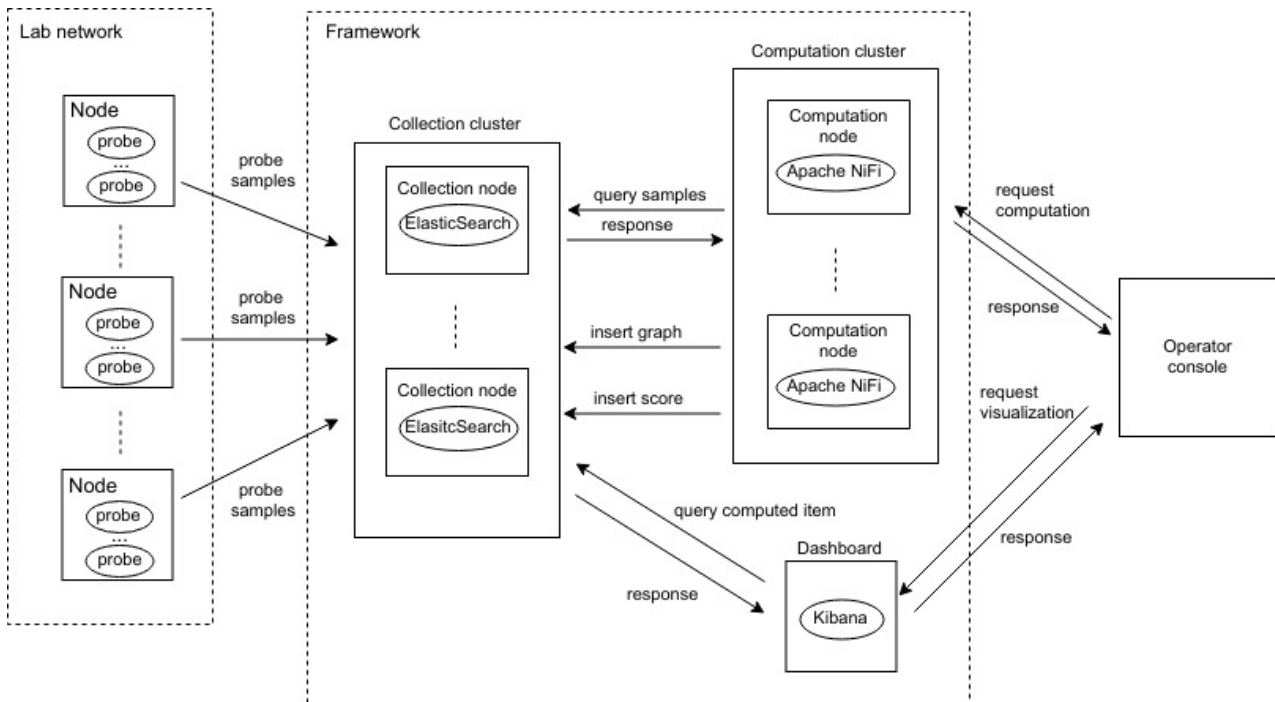 Lab network
Node
probe
...
probe
Node
probe
...
probe
Node
probe
...
probe
probe
samples
probe
samples
probe
samples
Framework
Collection cluster
Collection node
ElasticSearch
Collection node
ElasitcSearch
query samples
response
insert graph
insert score
Computation cluster
Computation
node
Apache NiFi
Computation
node
Apache NiFi
query computed item
response
Dashboard
Kibana
request
computation
response
request
visualization
response
Operator
console